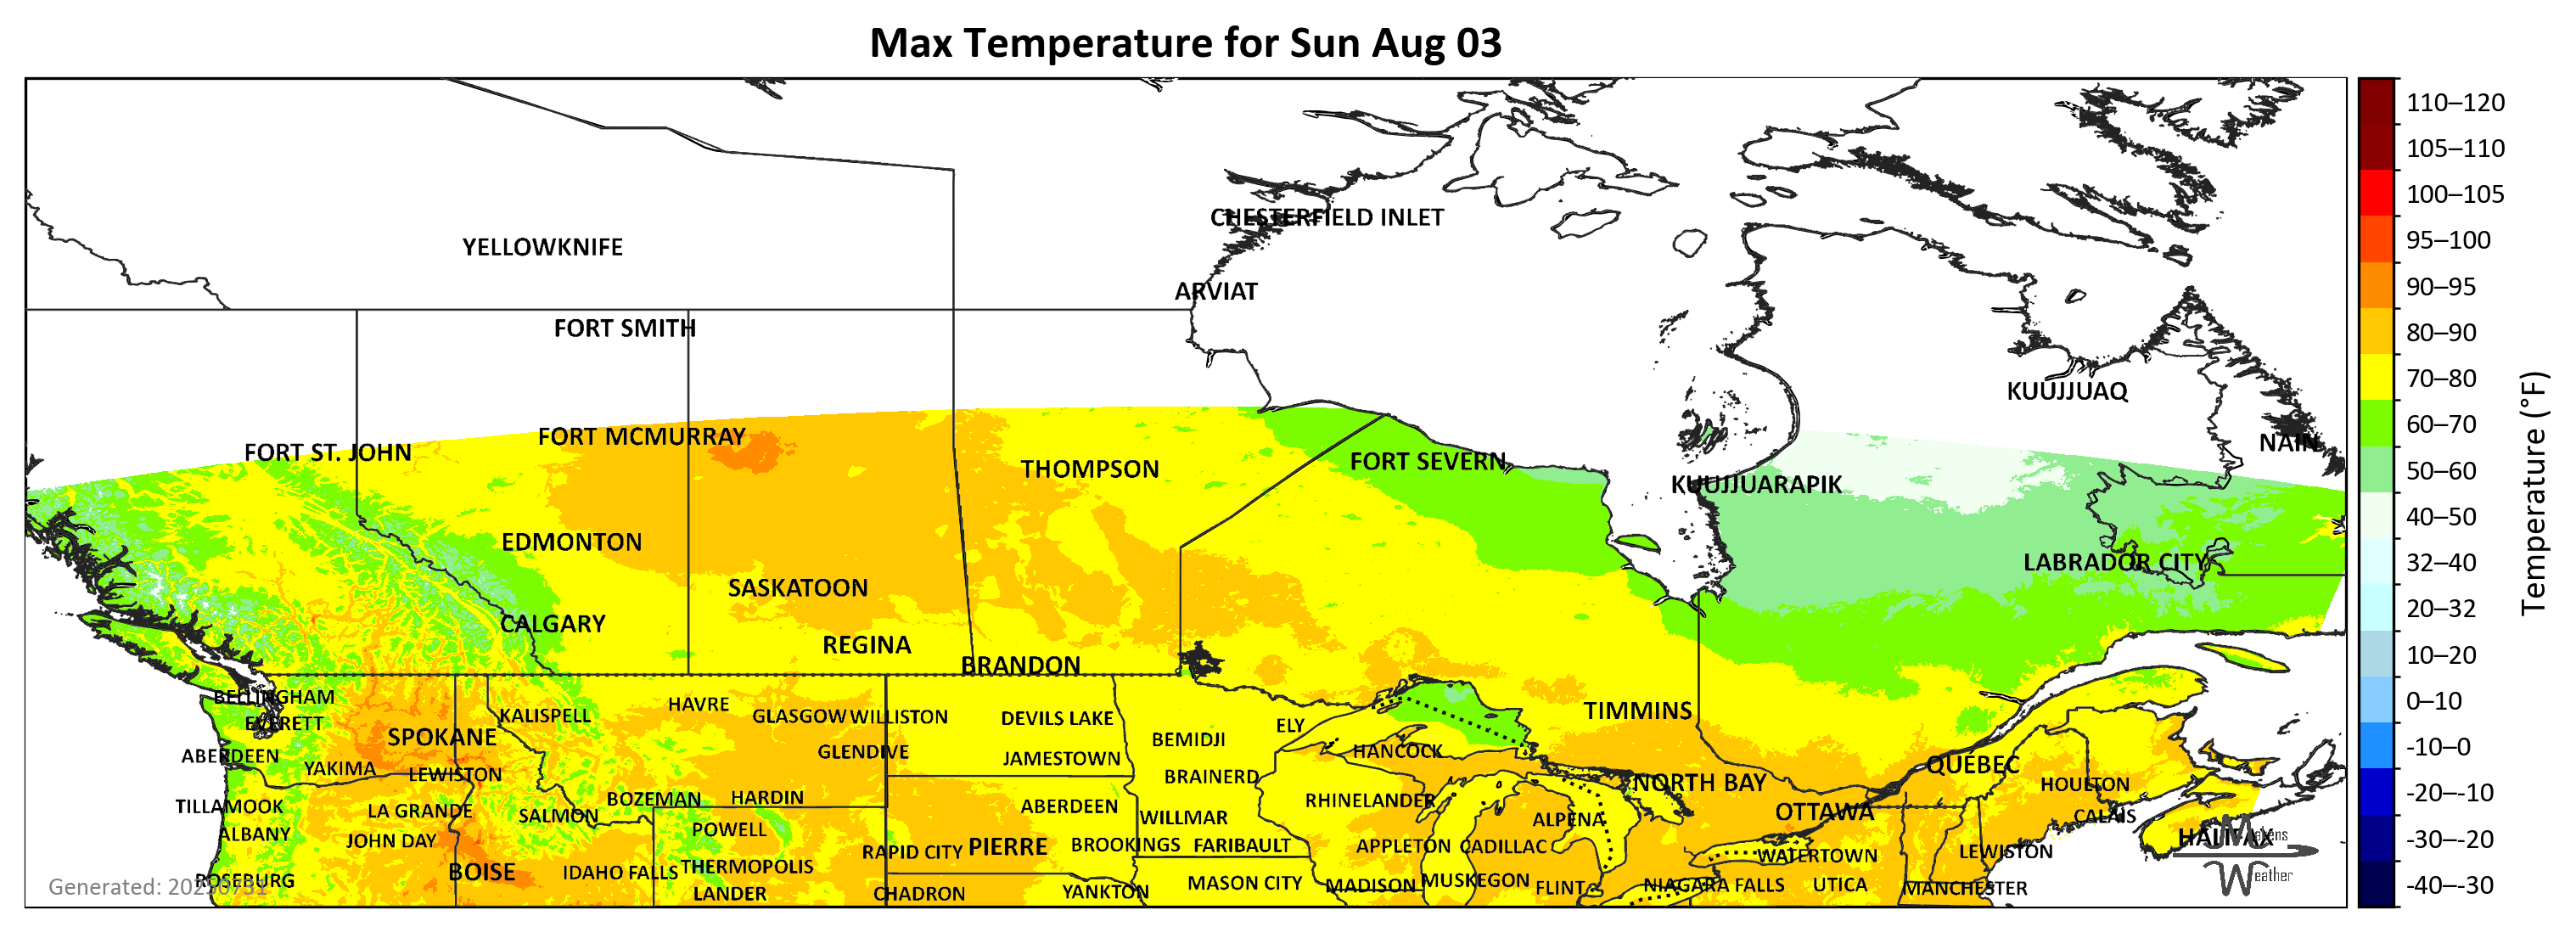 Max Temperature for Sun Aug 03
110–120
105–110
CHESTERFIELD INLET
100–105
YELLOWKNIFE
95–100
ARVIAT
90–95
FORT SMITH
80–90
KUUJJUAQ
70–80
FORT ST. JOHN
FORT MCMURRAY
THOMPSON
FORT SEVERN
NAIN
60–70
KUUJJUARAPIK
50–60
EDMONTON
40–50
LABRADOR CITY
32–40
SASKATOON
CALGARY
20–32
REGINA
BRANDON
10–20
Temperature (°F)
BELLINGHAM
KALISPELL
HAVRE
GLASGOW
WILLISTON
DEVILS LAKE
ELY
TIMMINS
0–10
EVERETT
SPOKANE
GLENDIVE
BEMIDJI
HANCOCK
-10–0
ABERDEEN
YAKIMA
LEWISTON
JAMESTOWN
BRAINERD
NORTH BAY
QUÉBEC
HOULTON
-20–-10
TILLAMOOK
LA GRANDE
SALMON
BOZEMAN
HARDIN
ABERDEEN
WILLMAR
RHINELANDER
ALPENA
OTTAWA
CALAIS
-30–-20
ALBANY
JOHN DAY
POWELL
RAPID CITY
PIERRE
BROOKINGS
FARIBAULT
APPLETON
CADILLAC
WATERTOWN
LEWISTON
HALIFAX
Makens
Weather
-40–-30
ROSEBURG
BOISE
IDAHO FALLS
THERMOPOLIS
LANDER
CHADRON
YANKTON
MASON CITY
MADISON
MUSKEGON
FLINT
NIAGARA FALLS
UTICA
MANCHESTER
Generated: 20250731